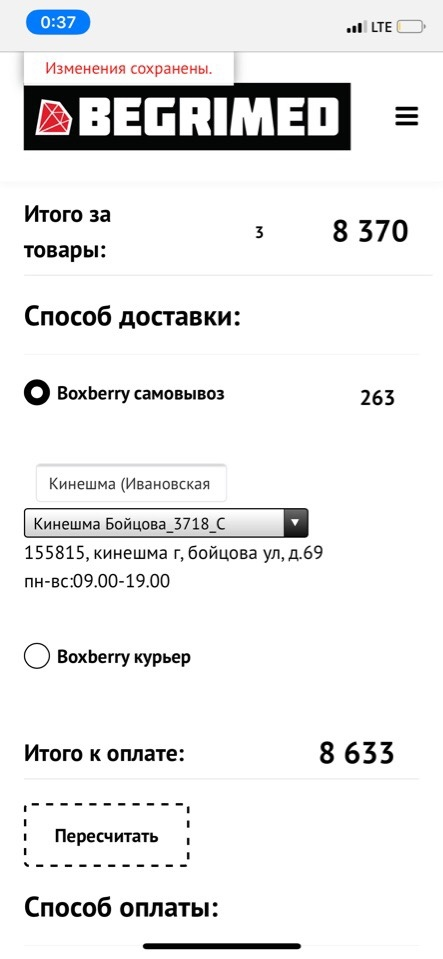 0:37
LTE
Изменения сохранены.
BEGRIMED
Итого за
товары:
3
8 370
Способ доставки:
Boxberry самовывоз
263
Кинешма (Ивановская
Кинешма Бойцова_3718_С
155815, кинешма г, бойцова ул, д.69
пн-вс:09.00-19.00
Boxberry курьер
Итого к оплате:
8 633
Пересчитать
Способ оплаты: